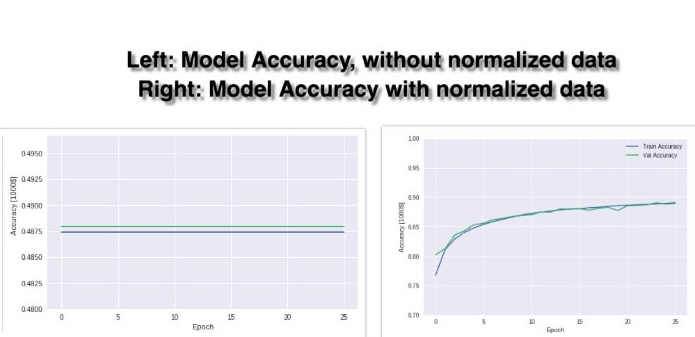 Left: Model Accuracy, without normalized data
Right: Model Accuracy with normalized data
Accuracy [1000$]
0.4950
0.4925
0.4900
0.4875
0.4850
0.4825
0.4800
0 5 10 15 20 25
Epoch
Accuracy [1000$]
1.00
0.95
0.90
0.85
0.80
0.75
0.70
Train Accuracy
Val Accuracy
0 5 10 15 20 25
Epoch